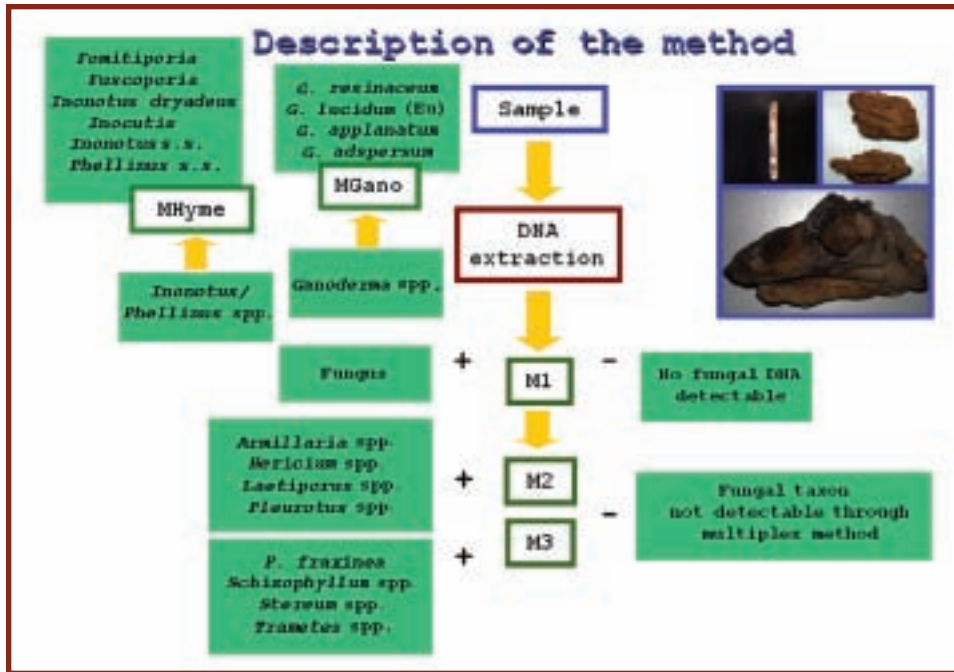 Description of the method
Fomitiporia
Fuscoporia
Inonotus dryadeus
Inocutis
Inonotus s.s.
Phellinus s.s.
MHyme
Inonotus/
Phellinus spp.
G. resinaceum
G. lucidum (Eu)
G. applanatum
G. adspersum
MGano
Ganoderma spp.
Sample
DNA
extraction
Fungus
+
M1
-
No fungal DNA
detectable
Armillaria spp.
Hericium spp.
Laetiporus spp.
Pleurotus spp.
+
M2
P. fraxinea
Schizophyllum spp.
Stereum spp.
Trametes spp.
+
M3
-
Fungal taxon
not detectable through
multiplex method